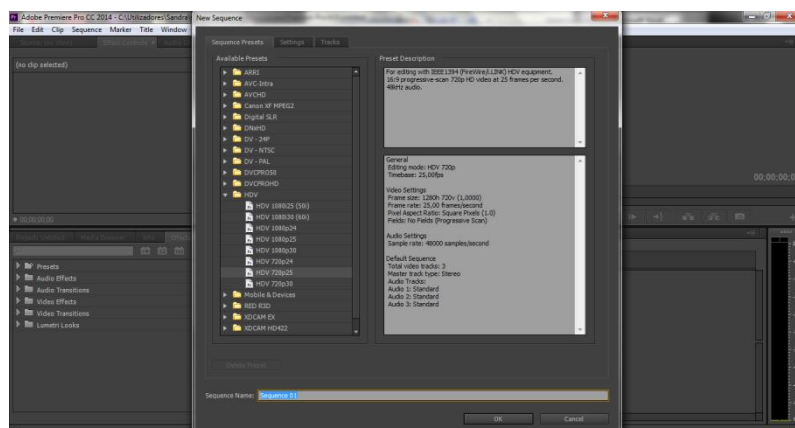 Adobe Premiere Pro CC 2014 - C:\Utilizadores\Sandra
File Edit Clip Sequence Marker Title Window
(no clip selected)
00;00;00;00
Presets
Audio Effects
Audio Transitions
Video Effects
Video Transitions
Lumetri Looks
New Sequence
Sequence Presets Settings Tracks
Available Presets
ARRI
AVC-Intra
AVCHD
Canon XF MPEG2
Digital SLR
DNxHD
DV - 24P
DV - NTSC
DV - PAL
DVCPRO50
DVCPROHD
HDV
HDV 1080i25 (50i)
HDV 1080i30 (60i)
HDV 1080p24
HDV 1080p25
HDV 1080p30
HDV 720p24
HDV 720p25
HDV 720p30
Mobile & Devices
RED R3D
XDCAM EX
XDCAM HD422
Delete Preset
Preset Description
For editing with IEEE1394 (FireWire/i.LINK) HDV equipment.
16:9 progressive-scan 720p HD video at 25 frames per second.
48kHz audio.
General
Editing mode: HDV 720p
Timebase: 25,00fps
Video Settings
Frame size: 1280h 720v (1,0000)
Frame rate: 25,00 frames/second
Pixel Aspect Ratio: Square Pixels (1.0)
Fields: No Fields (Progressive Scan)
Audio Settings
Sample rate: 48000 samples/second
Default Sequence
Total video tracks: 3
Master track type: Stereo
Audio Tracks:
Audio 1: Standard
Audio 2: Standard
Audio 3: Standard
Sequence Name: Sequence 01
OK Cancel